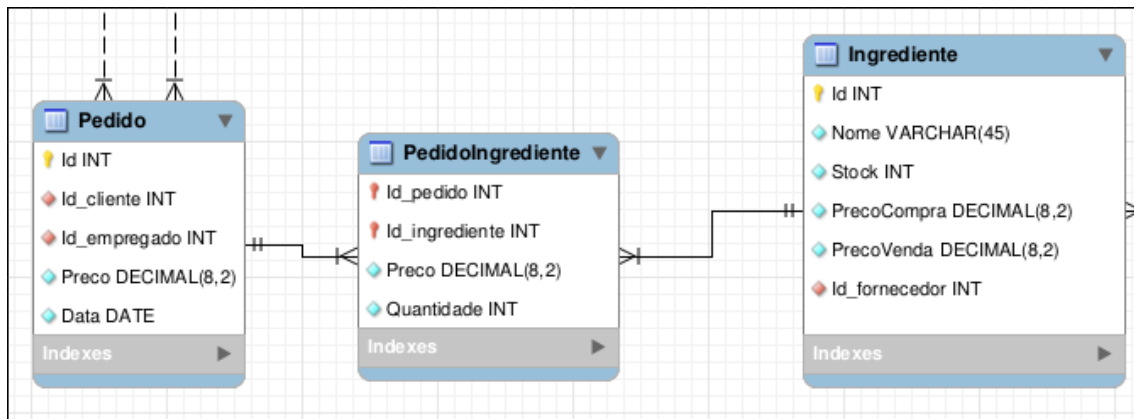 Pedido
Id INT
Id_cliente INT
Id_empregado INT
Preco DECIMAL(8,2)
Data DATE
Indexes
PedidoIngrediente
Id_pedido INT
Id_ingrediente INT
Preco DECIMAL(8,2)
Quantidade INT
Indexes
Ingrediente
Id INT
Nome VARCHAR(45)
Stock INT
PrecoCompra DECIMAL(8,2)
PrecoVenda DECIMAL(8,2)
Id_fornecedor INT
Indexes